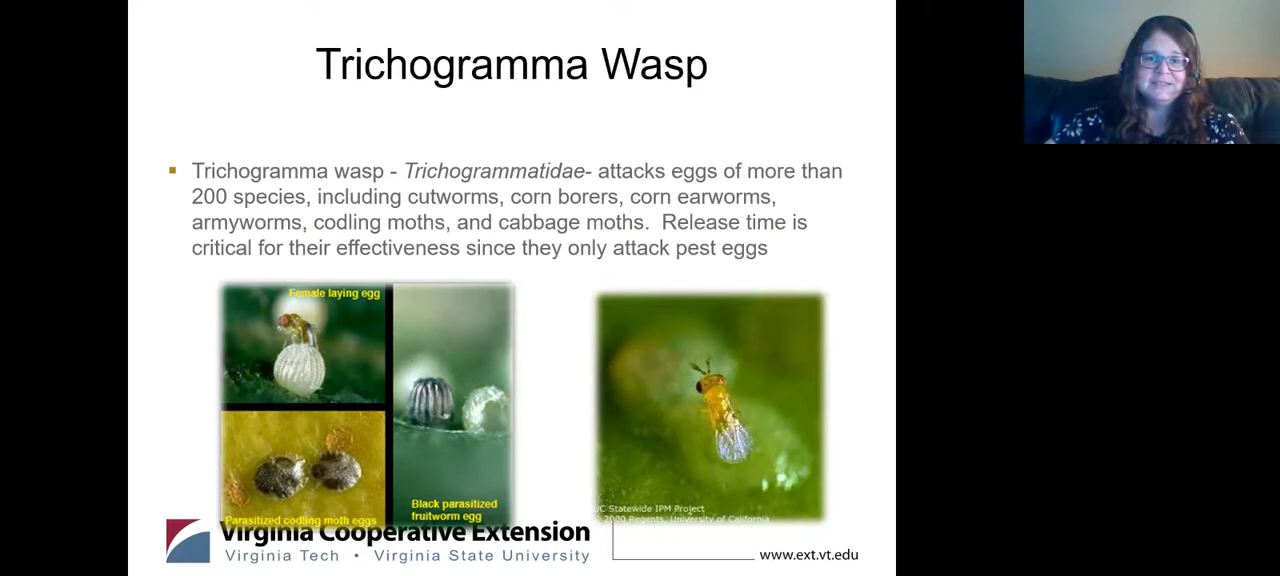 Trichogramma Wasp
Trichogramma wasp - Trichogrammatidae- attacks eggs of more than
200 species, including cutworms, corn borers, corn earworms,
armyworms, codling moths, and cabbage moths. Release time is
critical for their effectiveness since they only attack pest eggs
Female laying egg
Parasitized codling moth eggs
Black parasitized
fruitworm egg
UC Statewide IPM Project
© 2000 Regents, University of California
Virginia Cooperative Extension
Virginia Tech • Virginia State University
www.ext.vt.edu